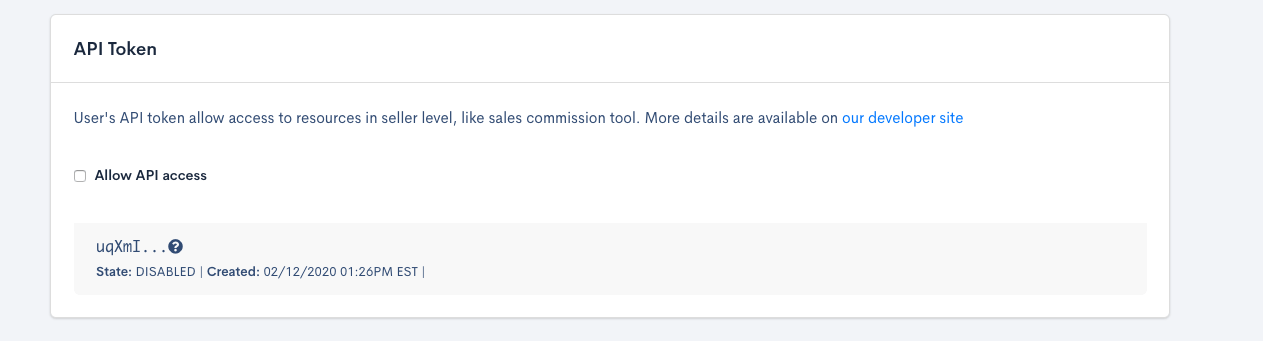 API Token
User's API token allow access to resources in seller level, like sales commission tool. More details are available on our developer site
Allow API access
uqXmI...?
State: DISABLED | Created: 02/12/2020 01:26PM EST |